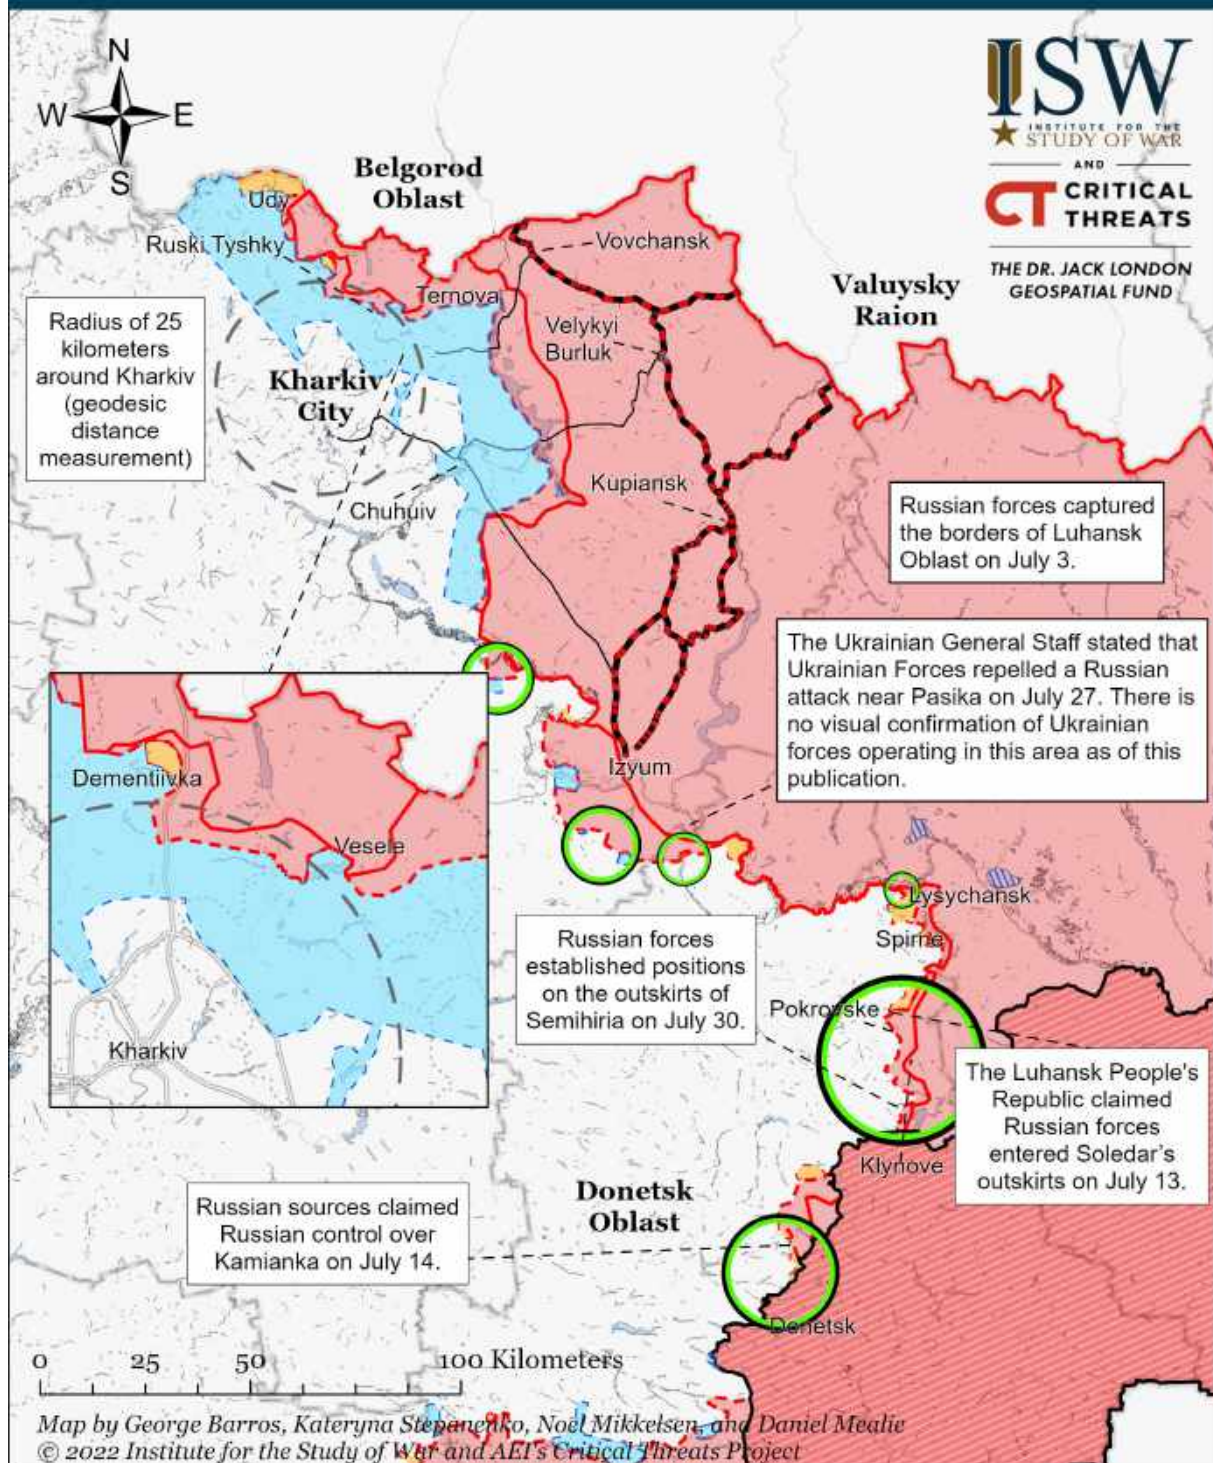 N
W E
S
ISW
INSTITUTE FOR THE
STUDY OF WAR
AND
CT CRITICAL
THREATS
THE DR. JACK LONDON
GEOSPATIAL FUND
Belgorod
Oblast
Udy
Ruski Tyshky
Vovchansk
Ternova
Valuysky
Raion
Velykyi
Burluk
Radius of 25
kilometers
around Kharkiv
(geodesic
distance
measurement)
Kharkiv
City
Kupiansk
Chuhuiv
Russian forces captured
the borders of Luhansk
Oblast on July 3.
The Ukrainian General Staff stated that
Ukrainian Forces repelled a Russian
attack near Pasika on July 27. There is
no visual confirmation of Ukrainian
forces operating in this area as of this
publication.
Izyum
Dementiivka
Vesele
Kharkiv
Lysychansk
Spirne
Russian forces
established positions
on the outskirts of
Semihiria on July 30.
Pokrovske
The Luhansk People's
Republic claimed
Russian forces
entered Soledar's
outskirts on July 13.
Klynove
Donetsk
Oblast
Russian sources claimed
Russian control over
Kamianka on July 14.
Donetsk
0 25 50 100 Kilometers
Map by George Barros, Kateryna Stepanenko, Noel Mikkelsen, and Daniel Mealie
© 2022 Institute for the Study of War and AEI's Critical Threats Project